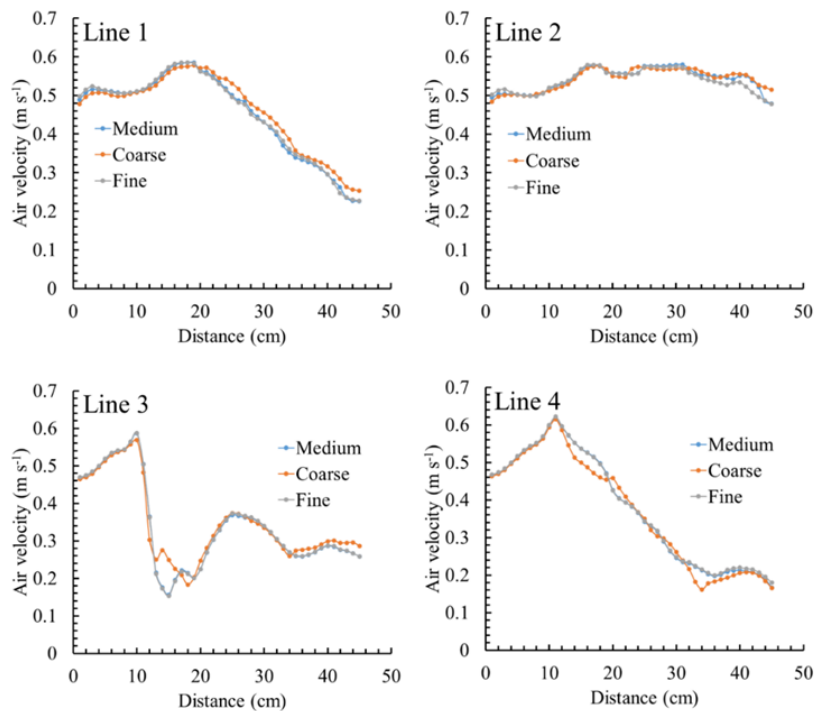 Line 1
0.7
0.6
0.5
0.4
0.3
0.2
0.1
0
Air velocity (m s⁻¹)
Medium
Coarse
Fine
0 10 20 30 40 50
Distance (cm)
Line 2
0.7
0.6
0.5
0.4
0.3
0.2
0.1
0
Air velocity (m s⁻¹)
Medium
Coarse
Fine
0 10 20 30 40 50
Distance (cm)
Line 3
0.7
0.6
0.5
0.4
0.3
0.2
0.1
0
Air velocity (m s⁻¹)
Medium
Coarse
Fine
0 10 20 30 40 50
Distance (cm)
Line 4
0.7
0.6
0.5
0.4
0.3
0.2
0.1
0
Air velocity (m s⁻¹)
Medium
Coarse
Fine
0 10 20 30 40 50
Distance (cm)